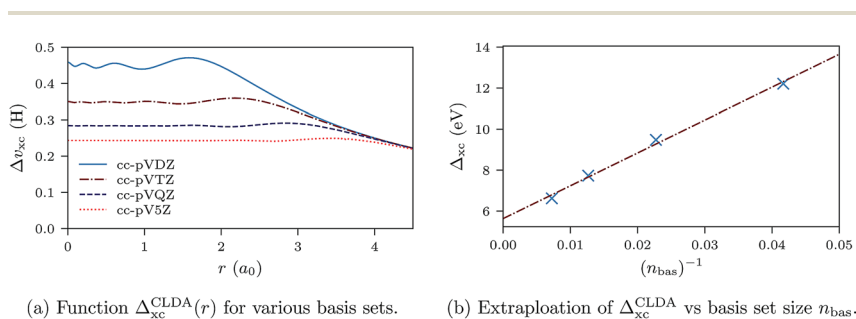 0.5
0.4
0.3
0.2
0.1
0.0
Δv_xc (H)
cc-pVDZ
cc-pVTZ
cc-pVQZ
cc-pV5Z
0 1 2 3 4
r (a_0)
14
12
10
8
6
Δ_xc (eV)
0.00 0.01 0.02 0.03 0.04 0.05
(n_bas)^{-1}
(a) Function Δ_xc^CLDA(r) for various basis sets.
(b) Extraploation of Δ_xc^CLDA vs basis set size n_bas.